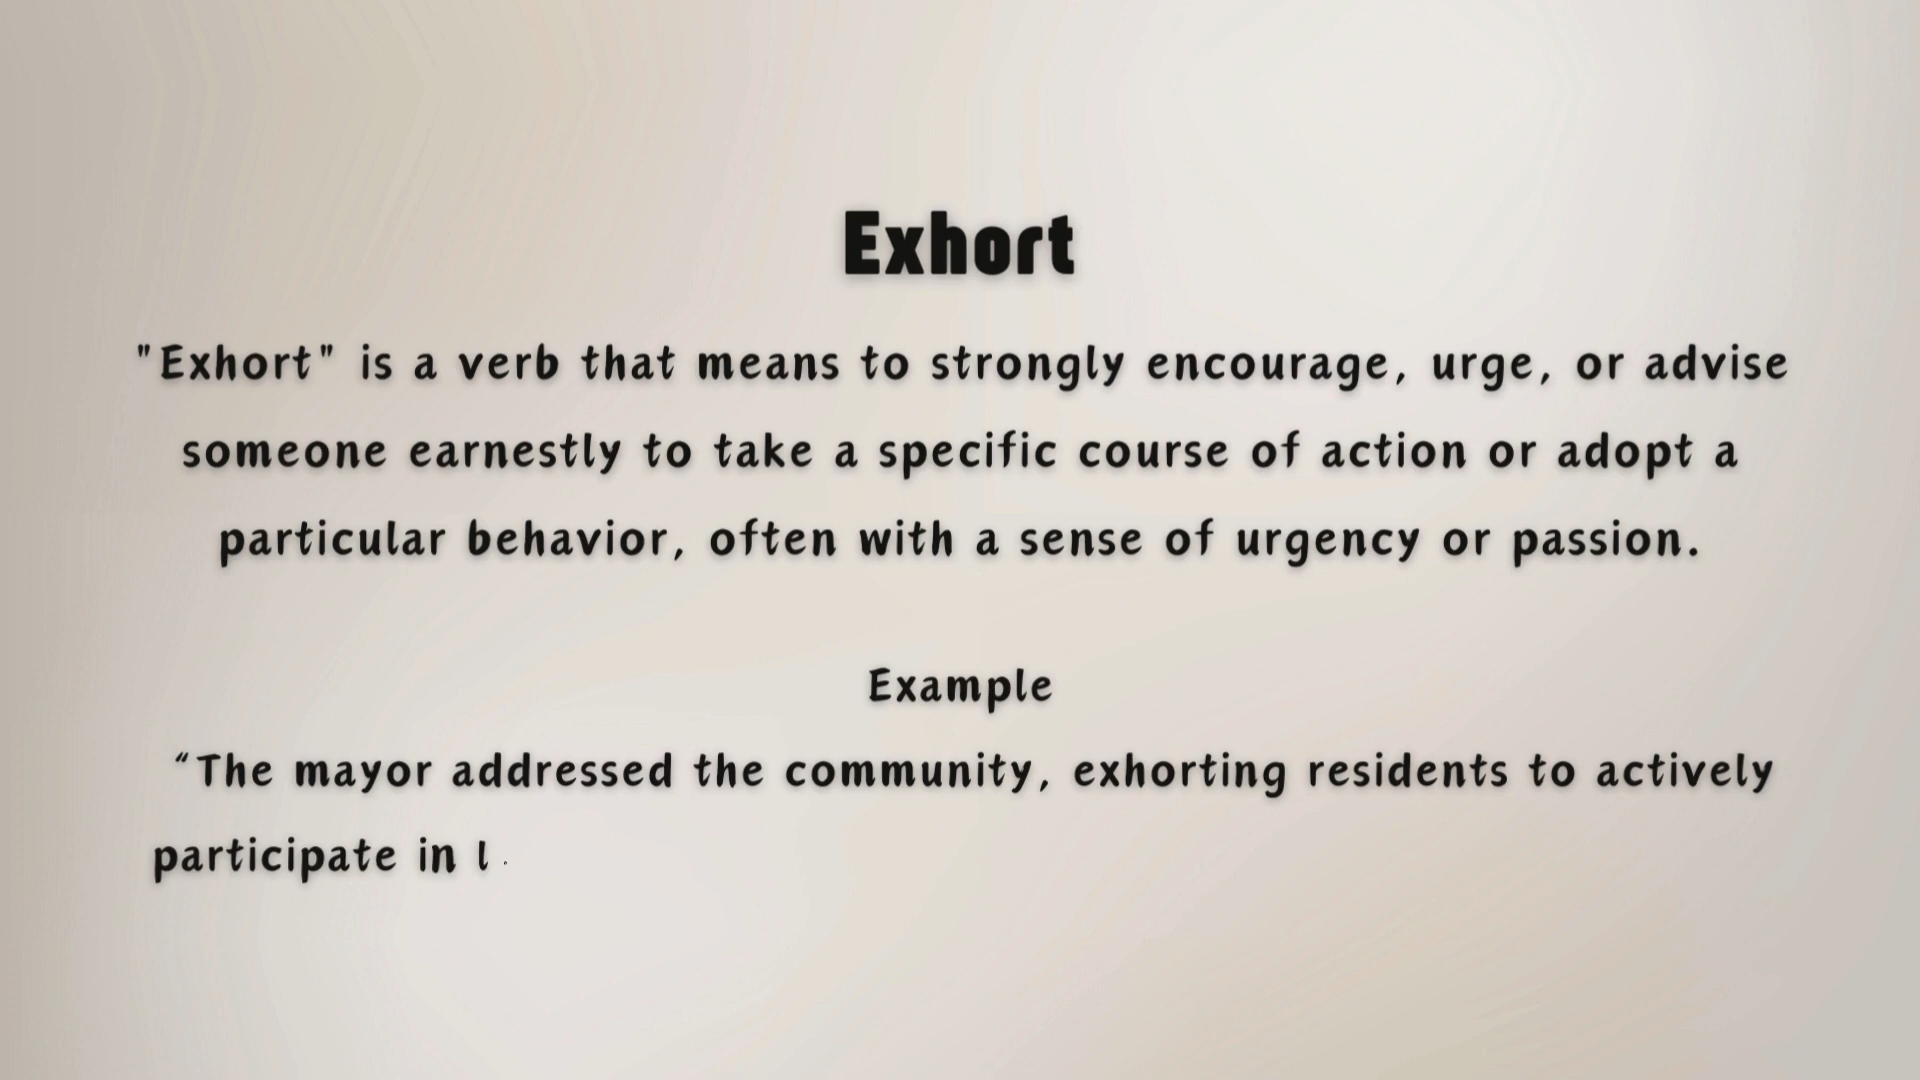 Exhort
"Exhort" is a verb that means to strongly encourage, urge, or advise
someone earnestly to take a specific course of action or adopt a
particular behavior, often with a sense of urgency or passion.
Example
“The mayor addressed the community, exhorting residents to actively
participate in l